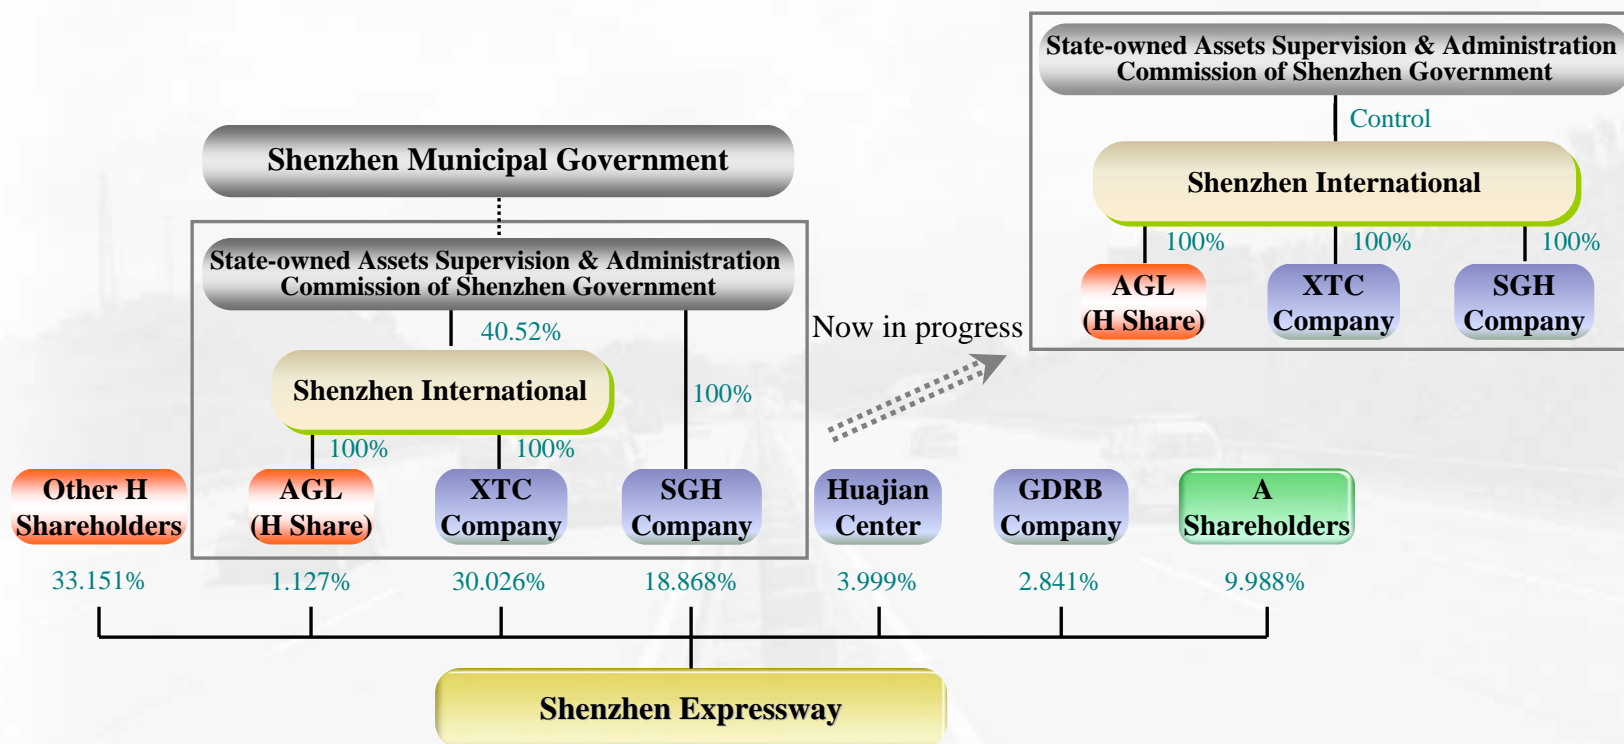 State-owned Assets Supervision & Administration
Commission of Shenzhen Government
Control
Shenzhen International
100%
100%
100%
AGL
(H Share)
XTC
Company
SGH
Company
Shenzhen Municipal Government
State-owned Assets Supervision & Administration
Commission of Shenzhen Government
40.52%
Now in progress
Shenzhen International
100%
100%
100%
Other H
Shareholders
AGL
(H Share)
XTC
Company
SGH
Company
Huajian
Center
GDRB
Company
A
Shareholders
33.151%
1.127%
30.026%
18.868%
3.999%
2.841%
9.988%
Shenzhen Expressway